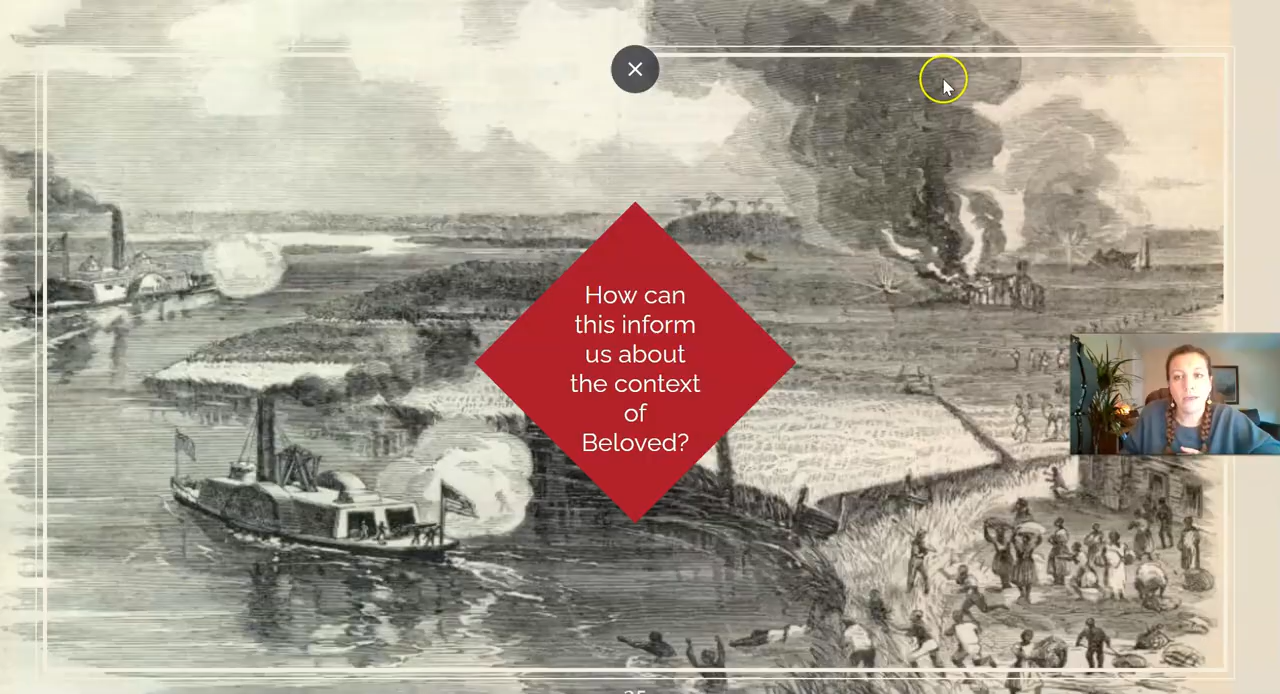 How can
this inform
us about
the context
of
Beloved?